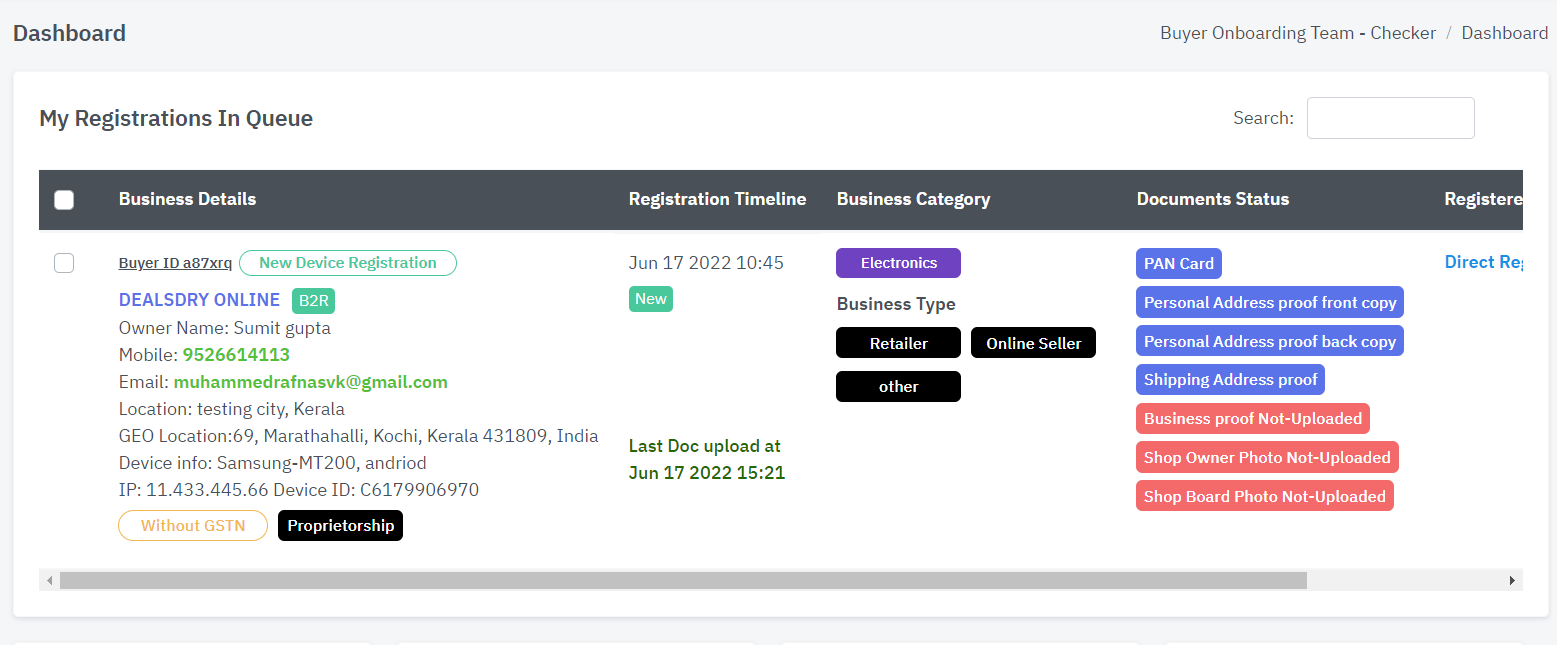 Dashboard
Buyer Onboarding Team - Checker / Dashboard
My Registrations In Queue
Search:
Business Details
Registration Timeline
Business Category
Documents Status
Registere
Buyer ID a87xrq
New Device Registration
DEALSDRY ONLINE
B2R
Owner Name: Sumit gupta
Mobile: 9526614113
Email: muhammedrafnasvk@gmail.com
Location: testing city, Kerala
GEO Location:69, Marathahalli, Kochi, Kerala 431809, India
Device info: Samsung-MT200, andriod
IP: 11.433.445.66 Device ID: C6179906970
Without GSTN
Proprietorship
Jun 17 2022 10:45
New
Last Doc upload at
Jun 17 2022 15:21
Electronics
Business Type
Retailer
Online Seller
other
PAN Card
Personal Address proof front copy
Personal Address proof back copy
Shipping Address proof
Business proof Not-Uploaded
Shop Owner Photo Not-Uploaded
Shop Board Photo Not-Uploaded
Direct Reg